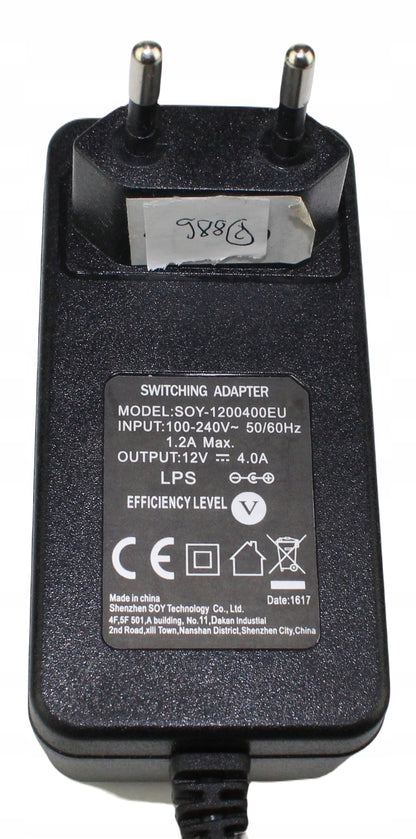 SWITCHING ADAPTER
MODEL:SOY-1200400EU
INPUT:100-240V~ 50/60Hz
1.2A Max.
OUTPUT:12V ⎓ 4.0A
LPS
EFFICIENCY LEVEL V
CE
Made in china
Date:1617
Shenzhen SOY Technology Co., Ltd.
4F,5F 501,A building, No.11,Dekan Industial
2nd Road,xili Town,Nanshan District,Shenzhen City,China